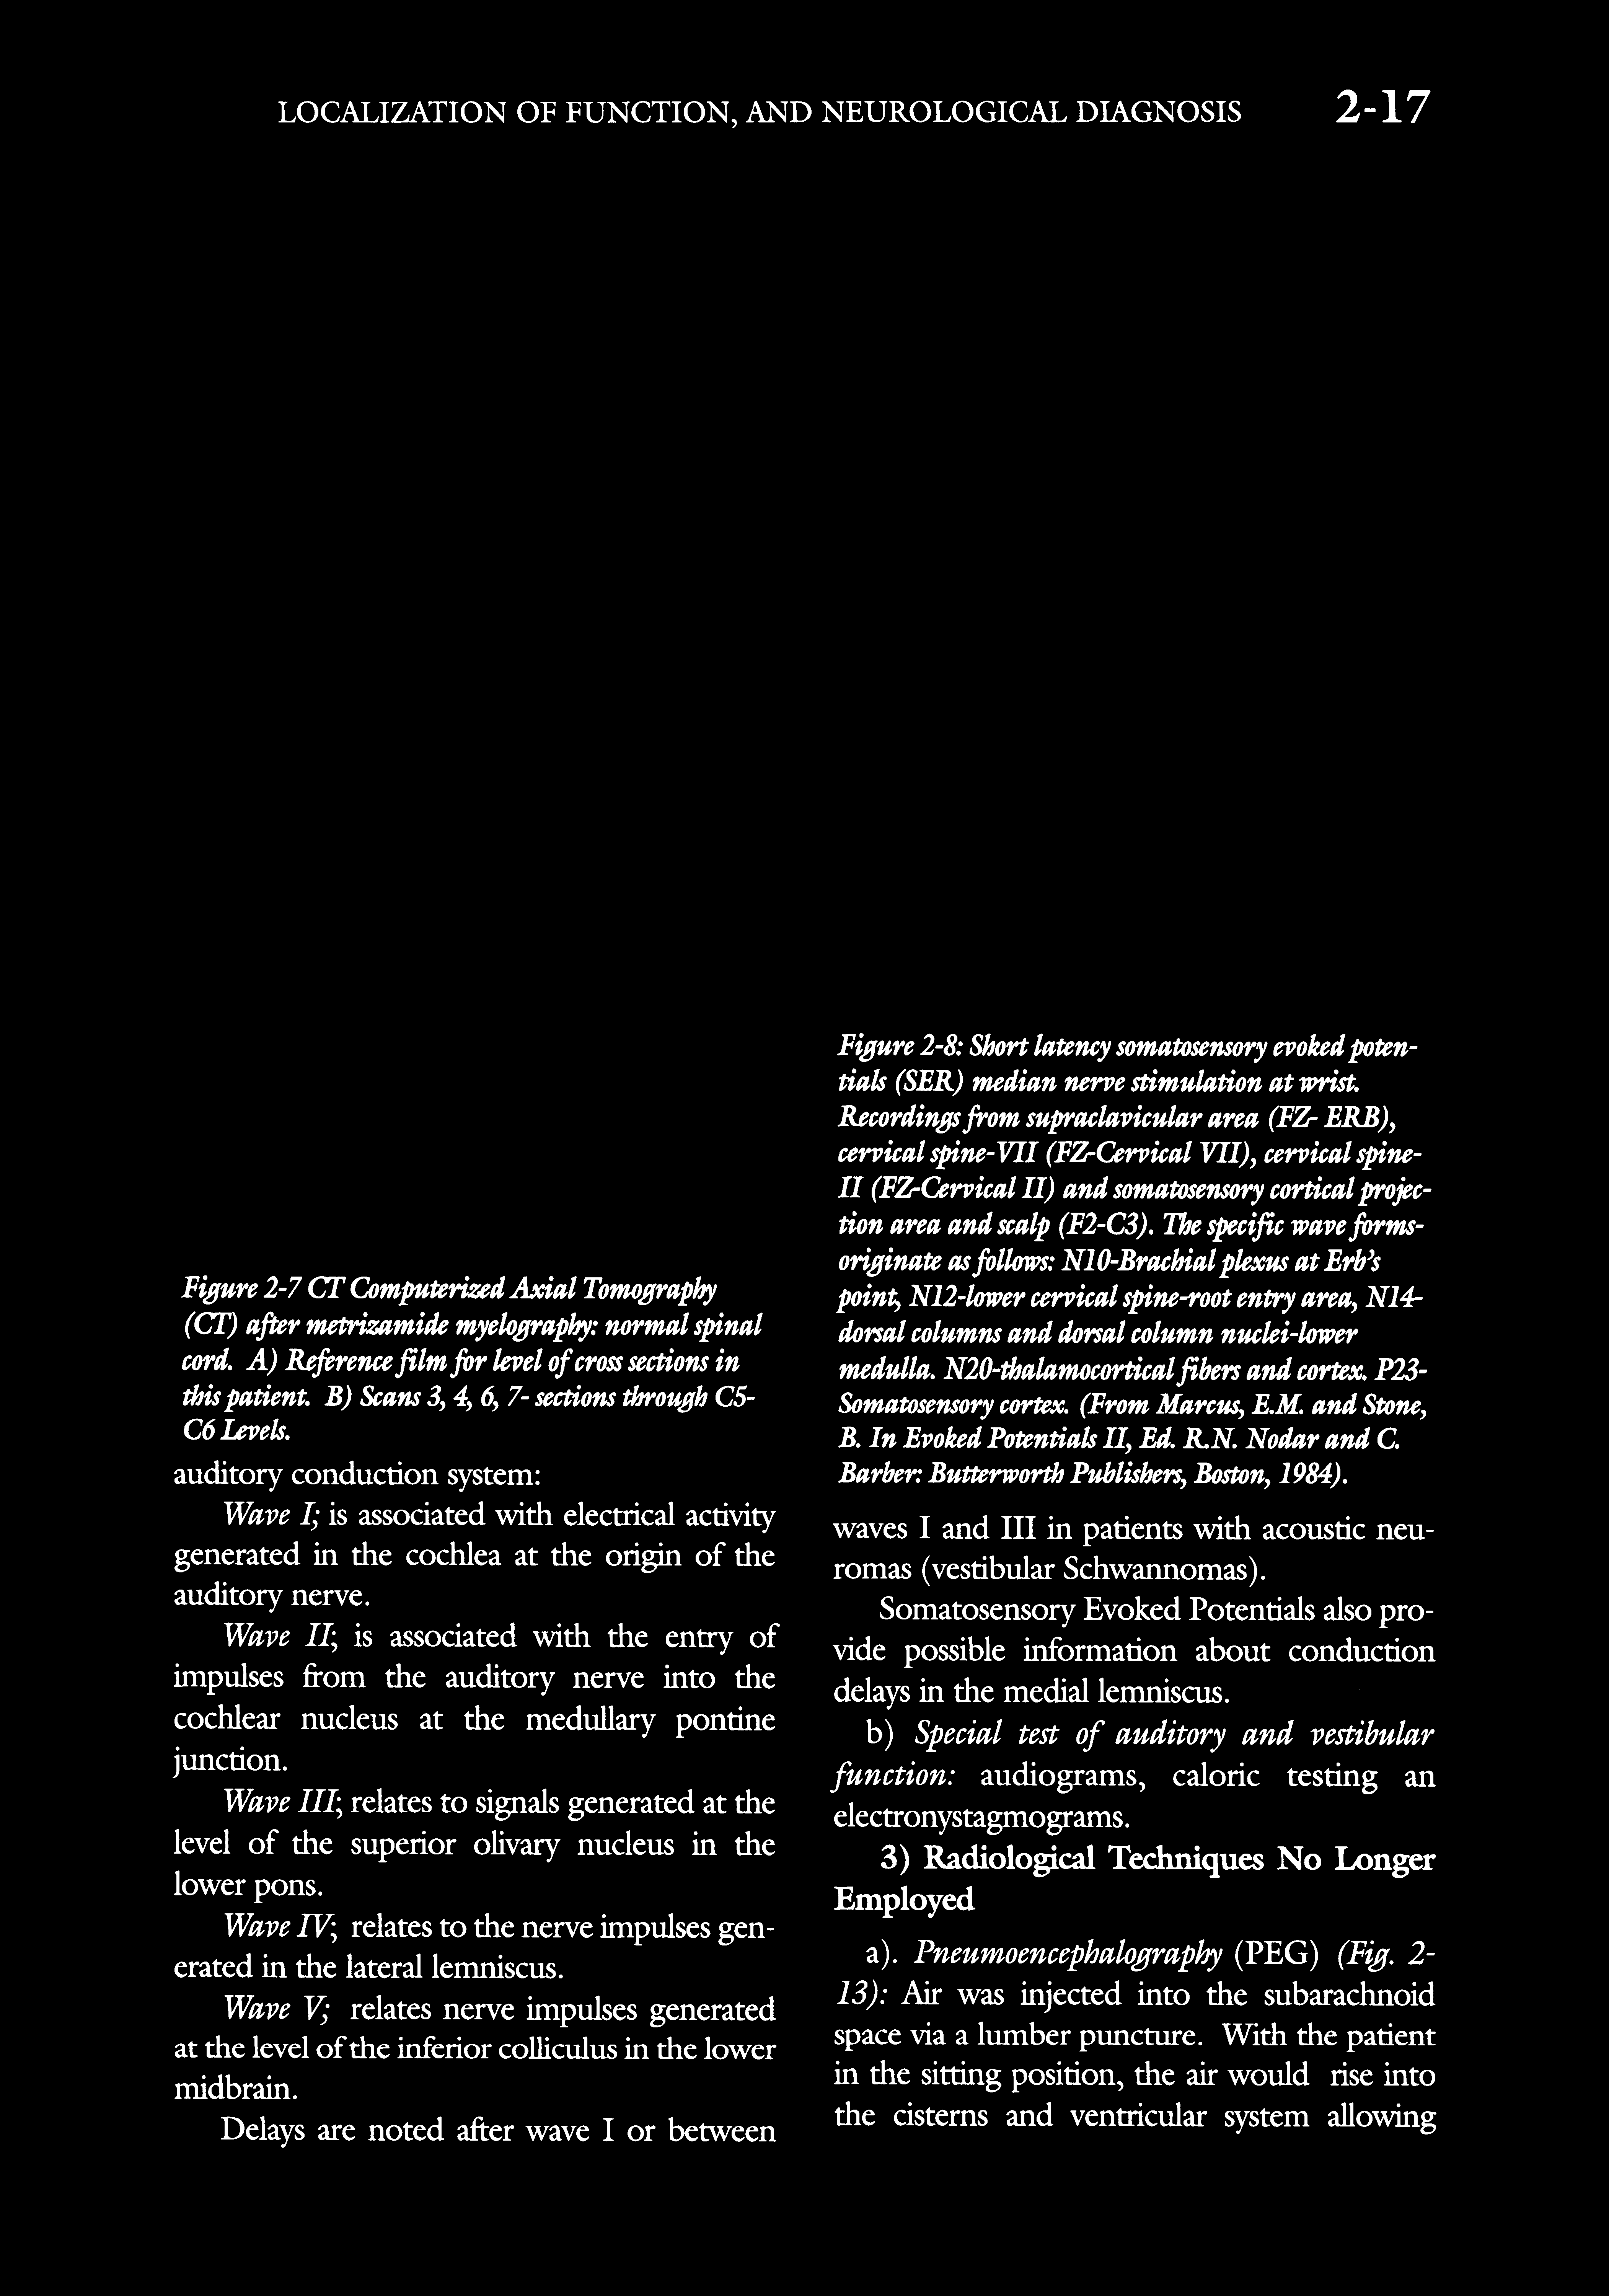 LOCALIZATION OF FUNCTION, AND NEUROLOGICAL DIAGNOSIS 2-17
Figure 2-7 CT Computerized Axial Tomography
(CT) after metrizamide myelography: normal spinal
cord. A) Reference film for level of cross sections in
this patient. B) Scans 3, 4, 6, 7- sections through C5-
C6 Levels.
auditory conduction system:
Wave I; is associated with electrical activity
generated in the cochlea at the origin of the
auditory nerve.
Wave II; is associated with the entry of
impulses from the auditory nerve into the
cochlear nucleus at the medullary pontine
junction.
Wave III; relates to signals generated at the
level of the superior olivary nucleus in the
lower pons.
Wave IV; relates to the nerve impulses gen-
erated in the lateral lemniscus.
Wave V; relates nerve impulses generated
at the level of the inferior colliculus in the lower
midbrain.
Delays are noted after wave I or between
Figure 2-8: Short latency somatosensory evoked poten-
tials (SER) median nerve stimulation at wrist.
Recordings from supraclavicular area (FZ- ERB),
cervical spine-VII (FZ-Cervical VII), cervical spine-
II (FZ-Cervical II) and somatosensory cortical projec-
tion area and scalp (F2-C3). The specific wave forms-
originate as follows: N10-Brachial plexus at Erb's
point, N12-lower cervical spine-root entry area, N14-
dorsal columns and dorsal column nuclei-lower
medulla. N20-thalamocortical fibers and cortex. P23-
Somatosensory cortex. (From Marcus, E.M. and Stone,
B. In Evoked Potentials II, Ed. R.N. Nodar and C.
Barber: Butterworth Publishers, Boston, 1984).
waves I and III in patients with acoustic neu-
romas (vestibular Schwannomas).
Somatosensory Evoked Potentials also pro-
vide possible information about conduction
delays in the medial lemniscus.
b) Special test of auditory and vestibular
function: audiograms, caloric testing an
electronystagmograms.
3) Radiological Techniques No Longer
Employed
a). Pneumoencephalography (PEG) (Fig. 2-
13): Air was injected into the subarachnoid
space via a lumber puncture. With the patient
in the sitting position, the air would rise into
the cisterns and ventricular system allowing